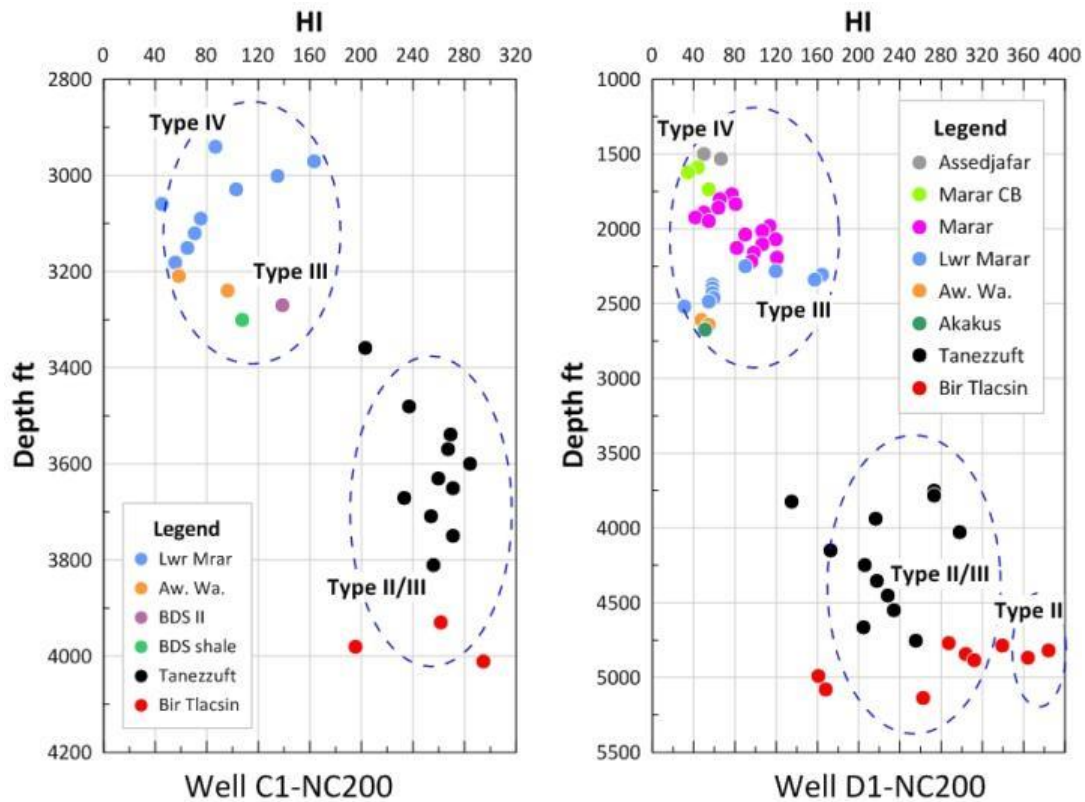 HI
0 40 80 120 160 200 240 280 320
2800
3000
3200
3400
3600
3800
4000
4200
Depth ft
Type IV
Type III
Type II/III
Legend
Lwr Mrar
Aw. Wa.
BDS II
BDS shale
Tanezzuft
Bir Tlacsin
Well C1-NC200
HI
0 40 80 120 160 200 240 280 320 360 400
1000
1500
2000
2500
3000
3500
4000
4500
5000
5500
Depth ft
Type IV
Type III
Type II/III
Type II
Legend
Assedjafar
Marar CB
Marar
Lwr Marar
Aw. Wa.
Akakus
Tanezzuft
Bir Tlacsin
Well D1-NC200